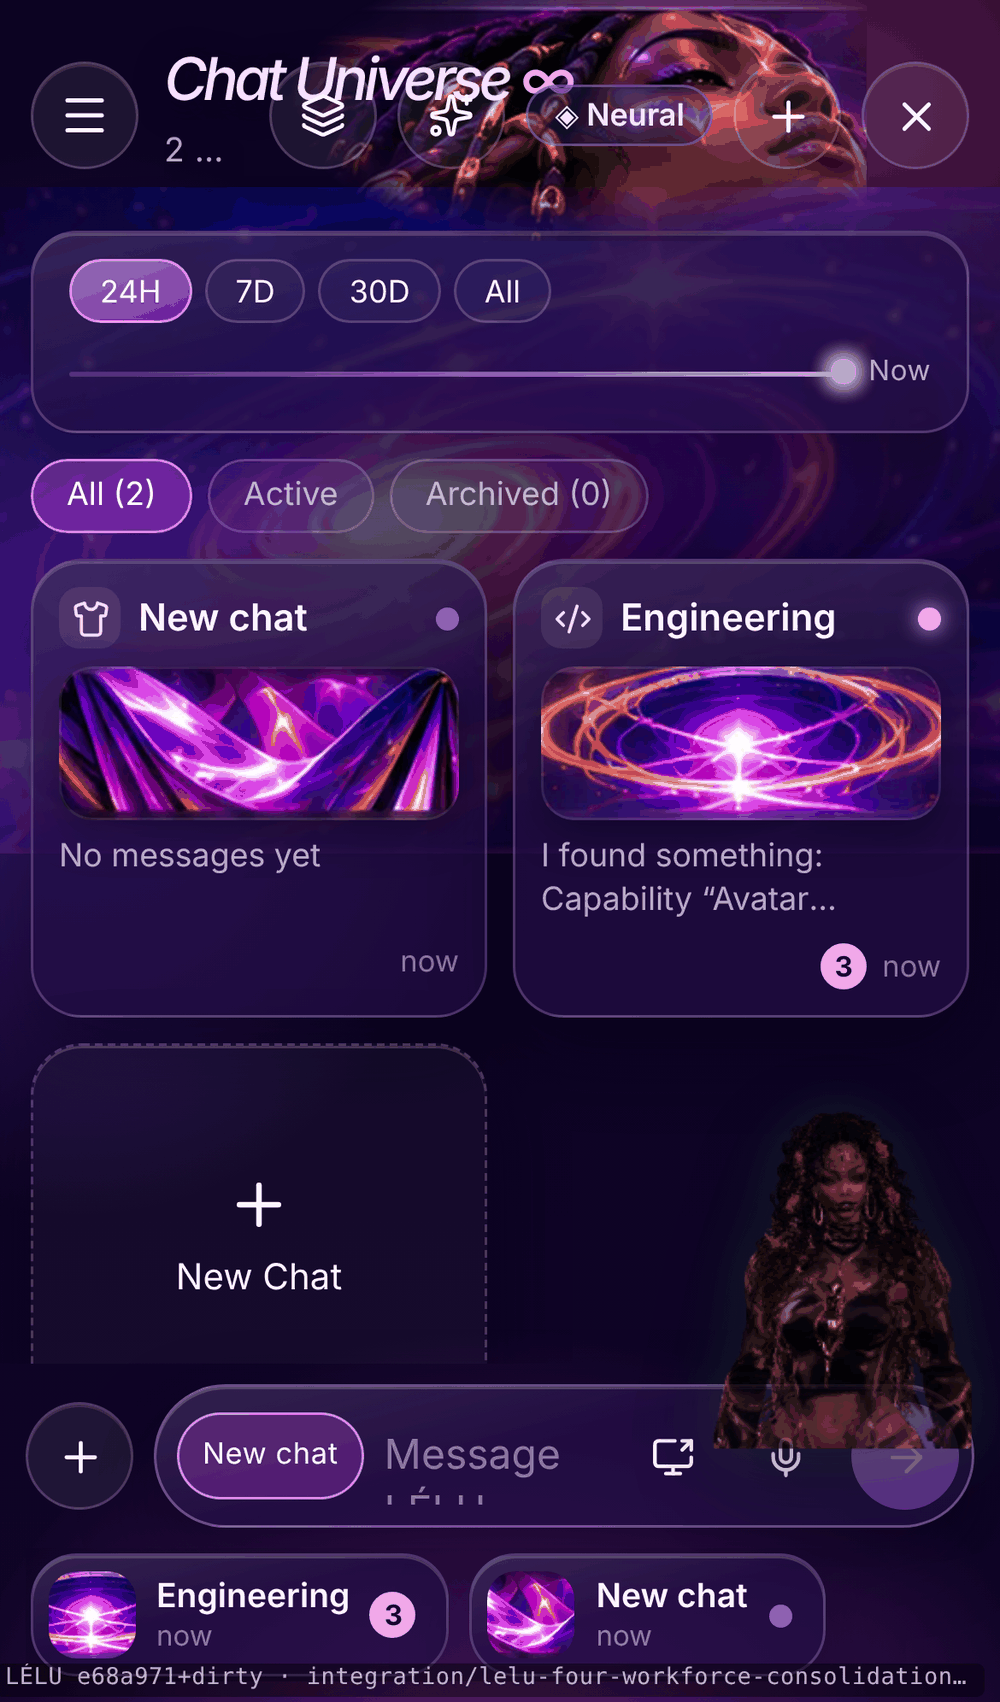 Chat Universe ∞
2 ...
◈ Neural
24H 7D 30D All
Now
All (2) Active Archived (0)
New chat
No messages yet
now
Engineering
I found something:
Capability “Avatar...
3 now
New Chat
New chat Message
Engineering
now
3
New chat
now
LÉLU e68a971+dirty · integration/lelu-four-workforce-consolidation…